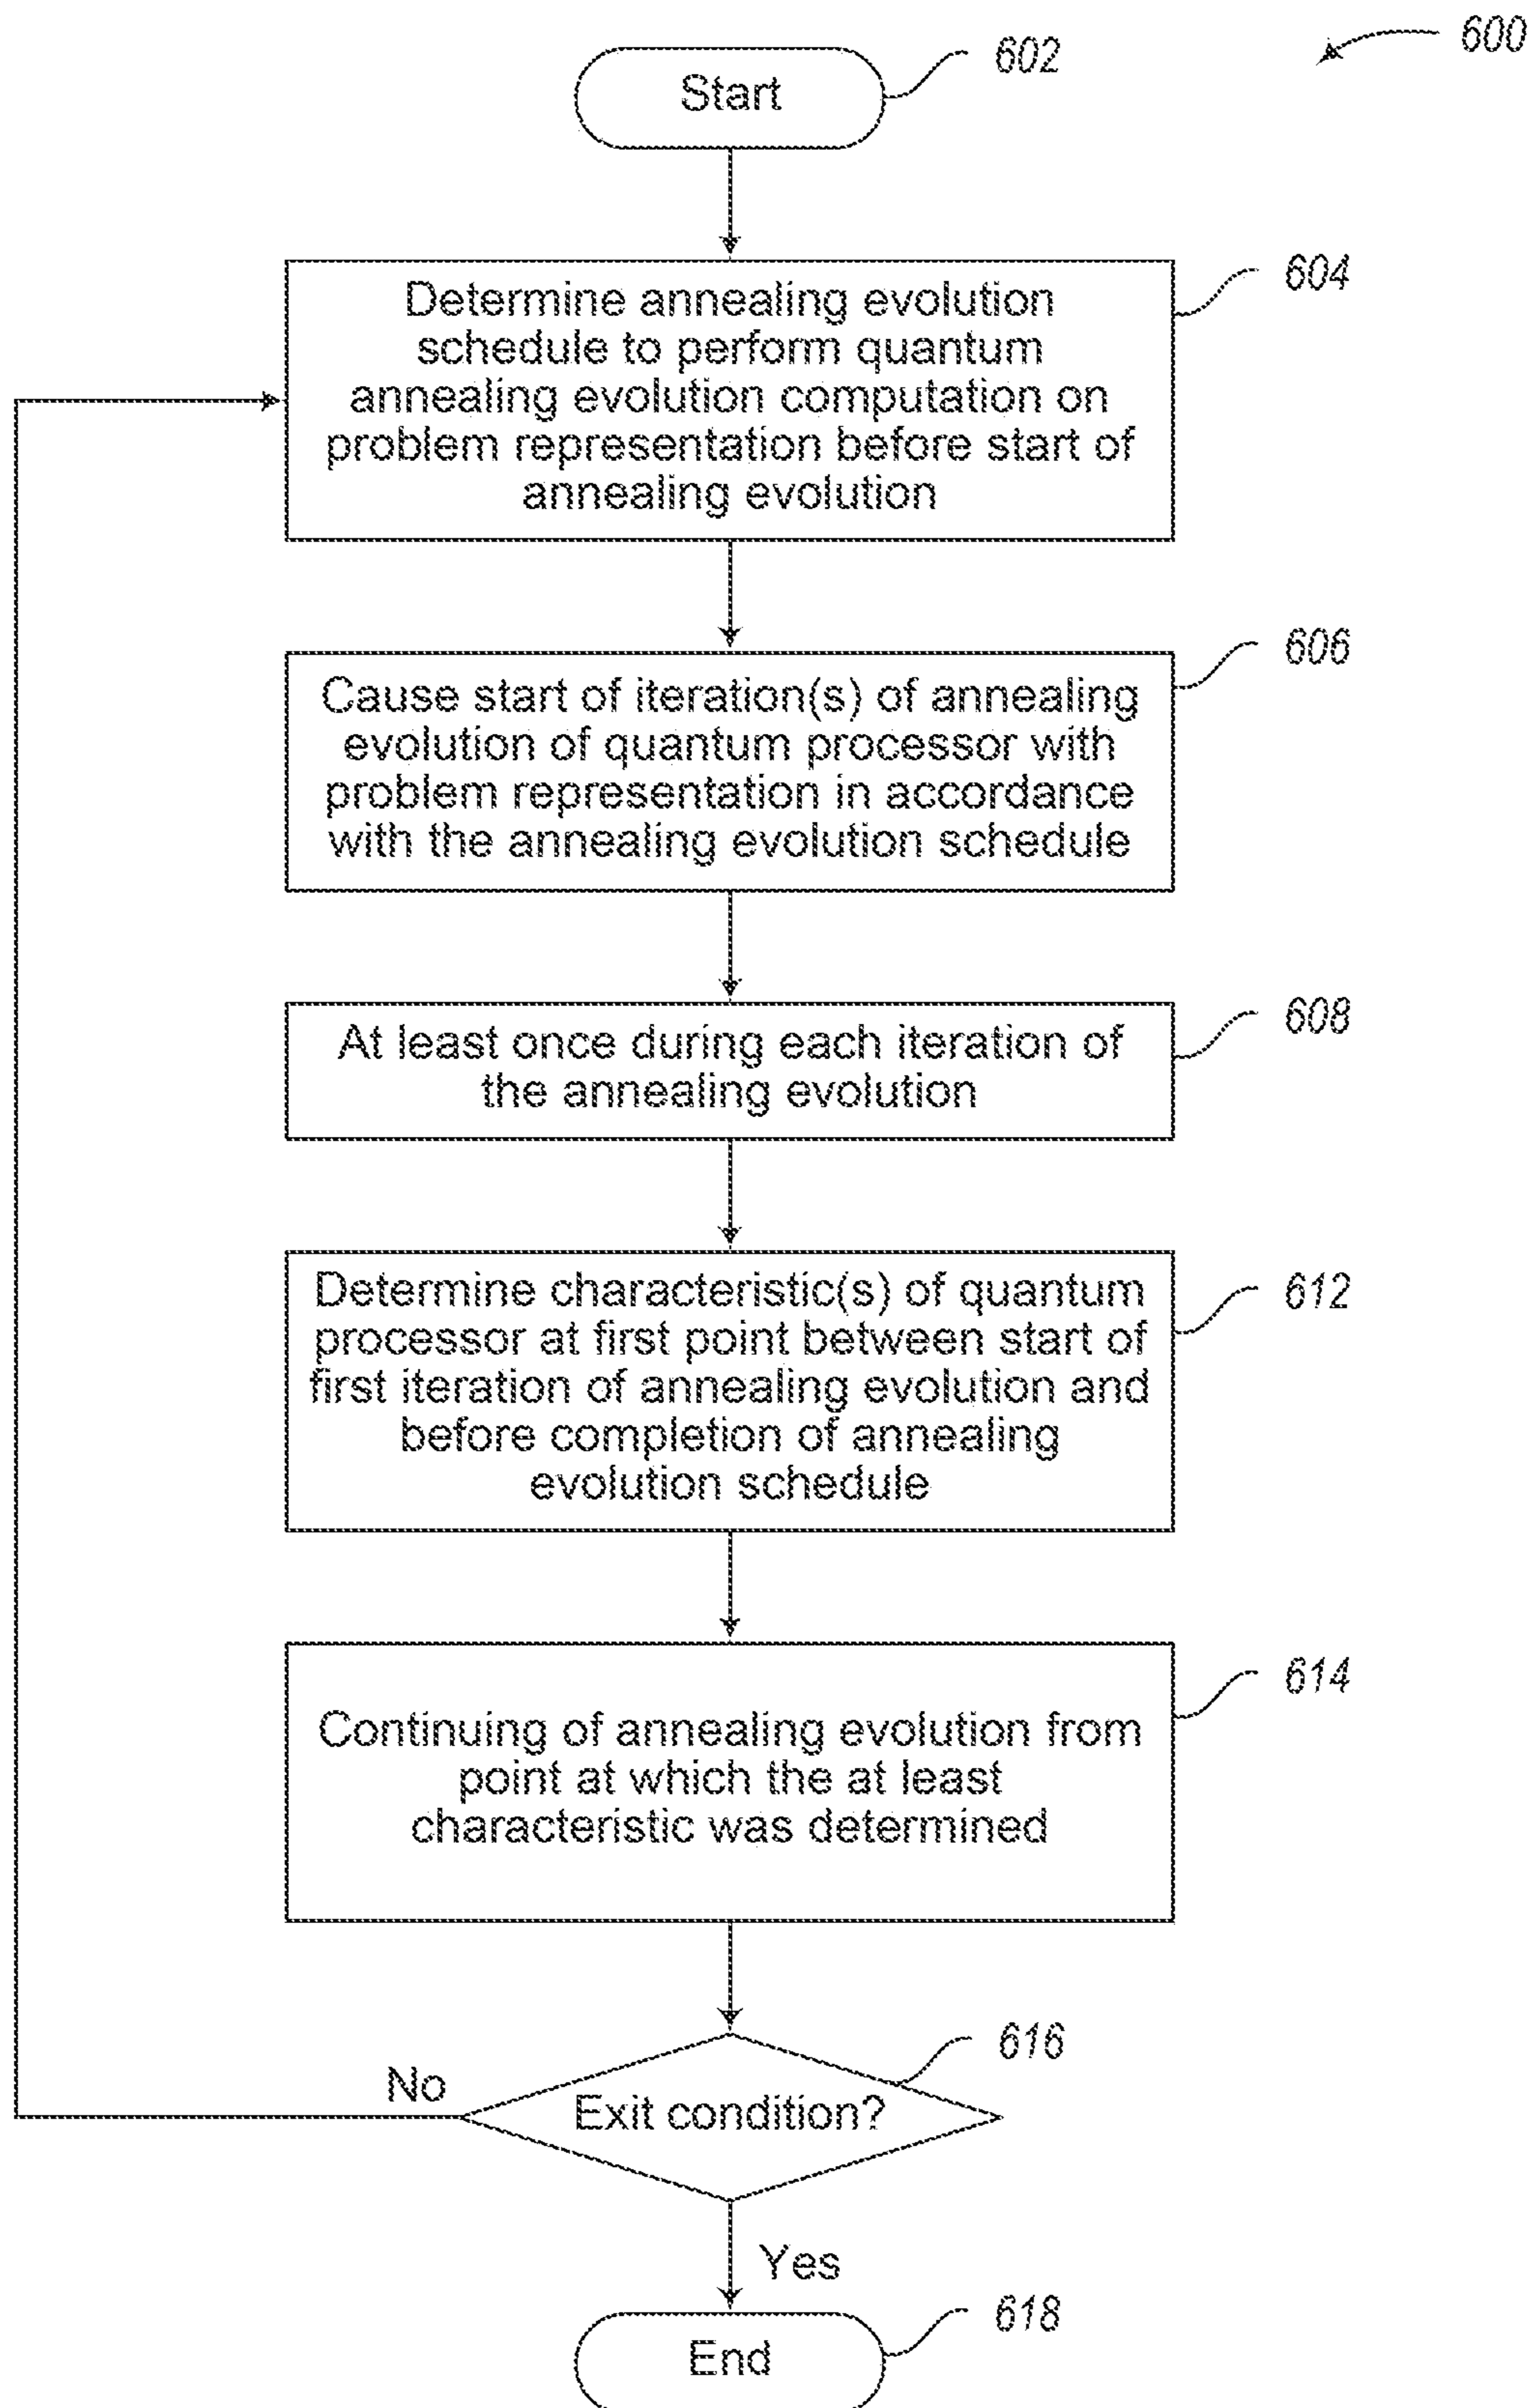 600
602
Start
604
Determine annealing evolution
schedule to perform quantum
annealing evolution computation on
problem representation before start of
annealing evolution
606
Cause start of iteration(s) of annealing
evolution of quantum processor with
problem representation in accordance
with the annealing evolution schedule
608
At least once during each iteration of
the annealing evolution
612
Determine characteristic(s) of quantum
processor at first point between start of
first iteration of annealing evolution and
before completion of annealing
evolution schedule
614
Continuing of annealing evolution from
point at which the at least
characteristic was determined
616
No
Exit condition?
Yes
618
End